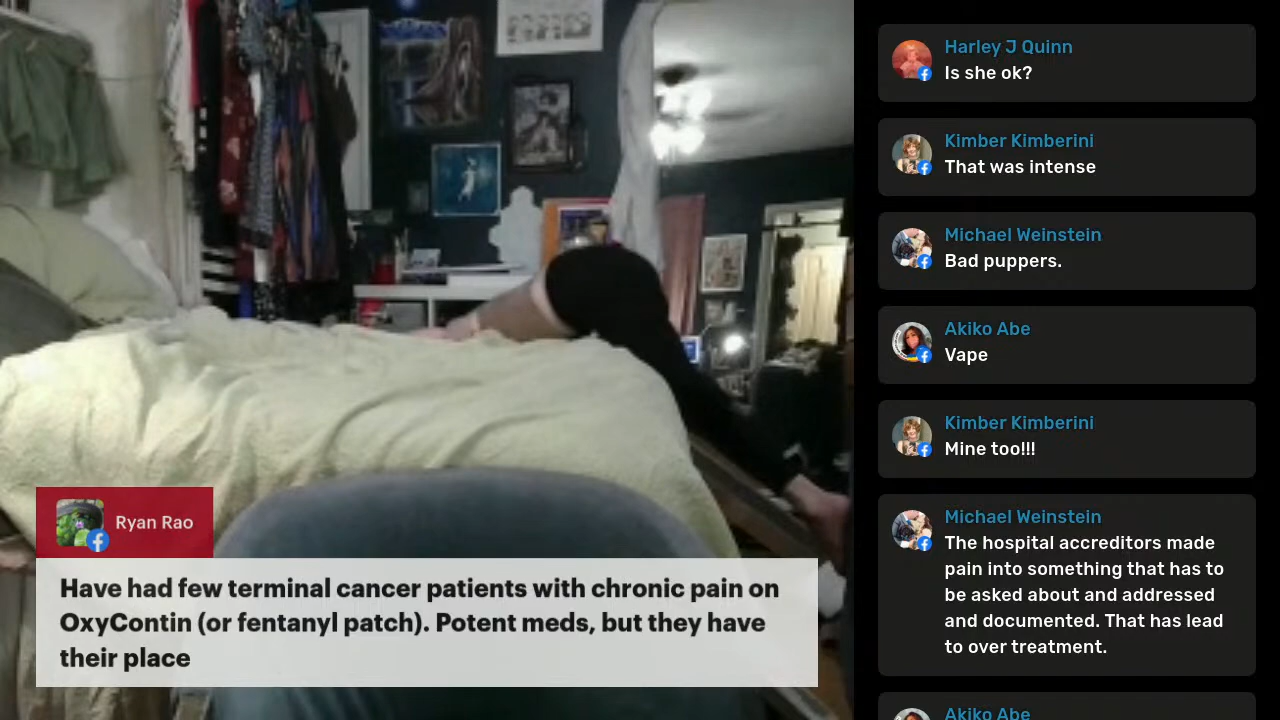 Ryan Rao
Have had few terminal cancer patients with chronic pain on
OxyContin (or fentanyl patch). Potent meds, but they have
their place
Harley J Quinn
Is she ok?
Kimber Kimberini
That was intense
Michael Weinstein
Bad puppers.
Akiko Abe
Vape
Kimber Kimberini
Mine too!!!
Michael Weinstein
The hospital accreditors made
pain into something that has to
be asked about and addressed
and documented. That has lead
to over treatment.
Akiko Abe